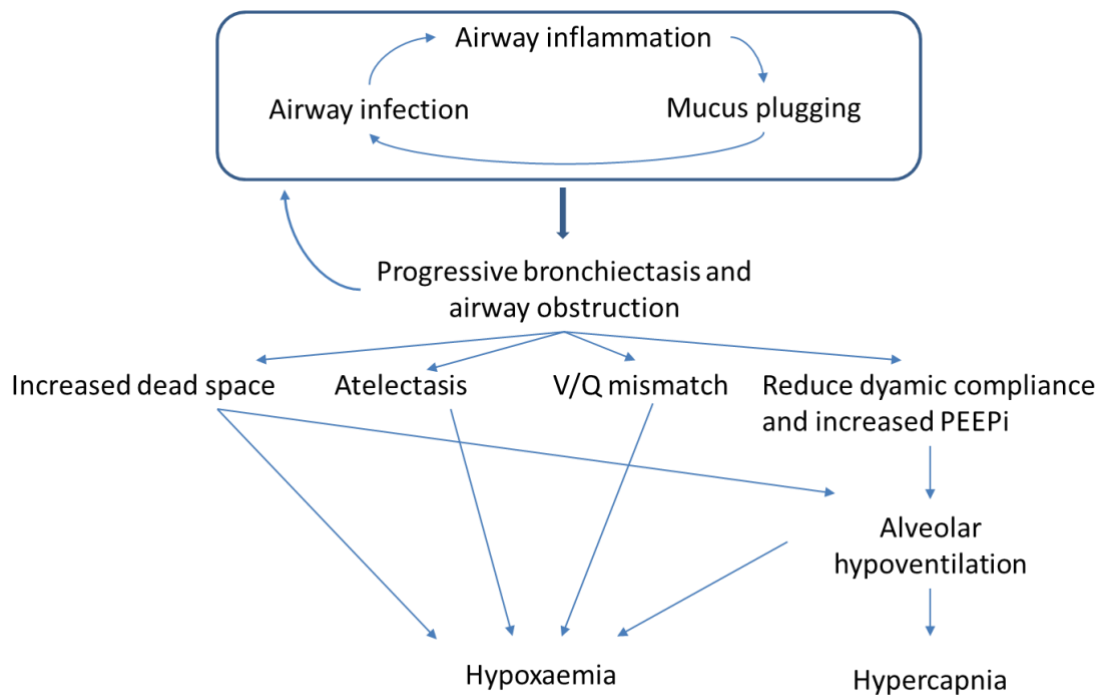 Airway inflammation
Airway infection
Mucus plugging
Progressive bronchiectasis and
airway obstruction
Increased dead space
Atelectasis
V/Q mismatch
Reduce dyamic compliance
and increased PEEPi
Alveolar
hypoventilation
Hypoxaemia
Hypercapnia